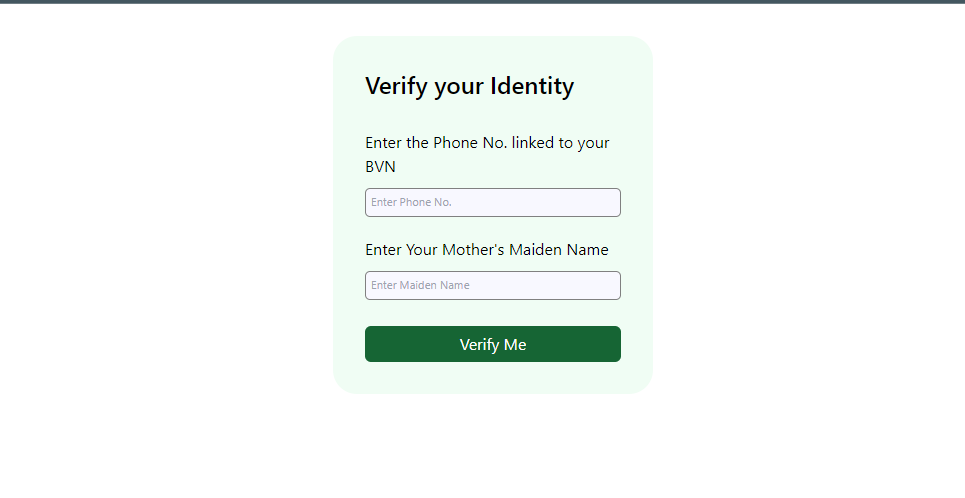 Verify your Identity
Enter the Phone No. linked to your
BVN
Enter Phone No.
Enter Your Mother's Maiden Name
Enter Maiden Name
Verify Me